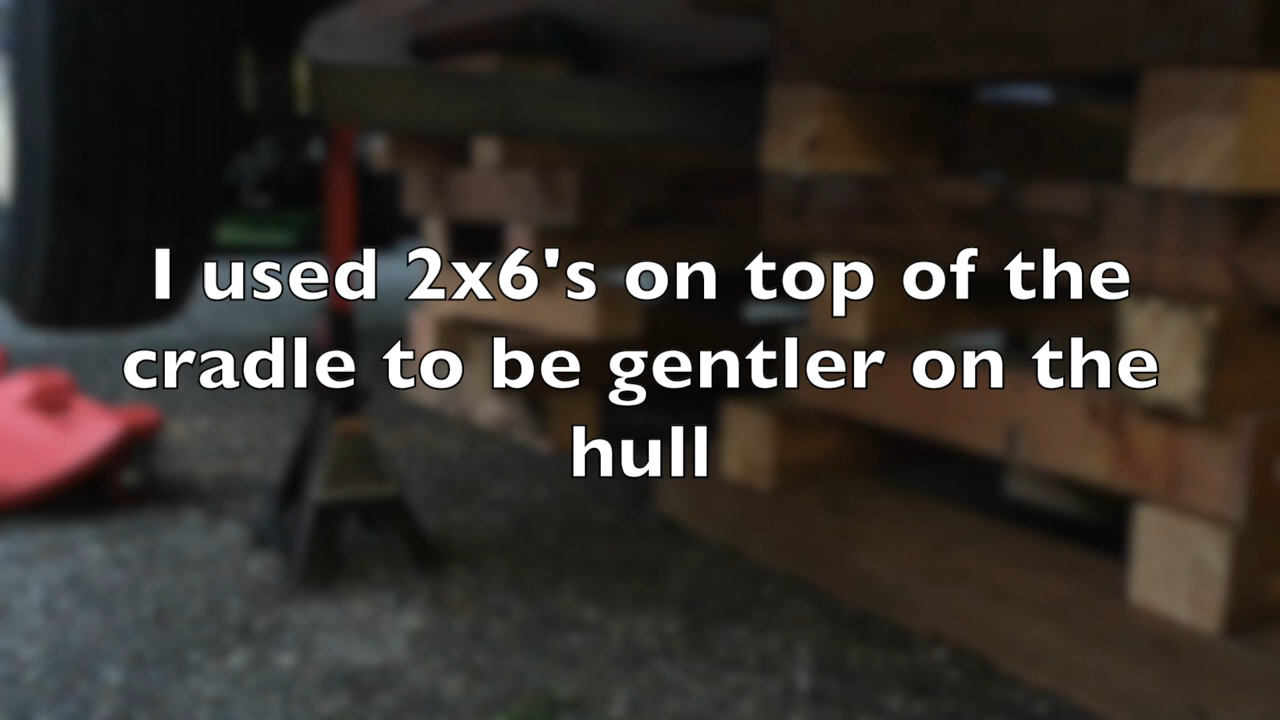 I used 2x6's on top of the
cradle to be gentler on the
hull